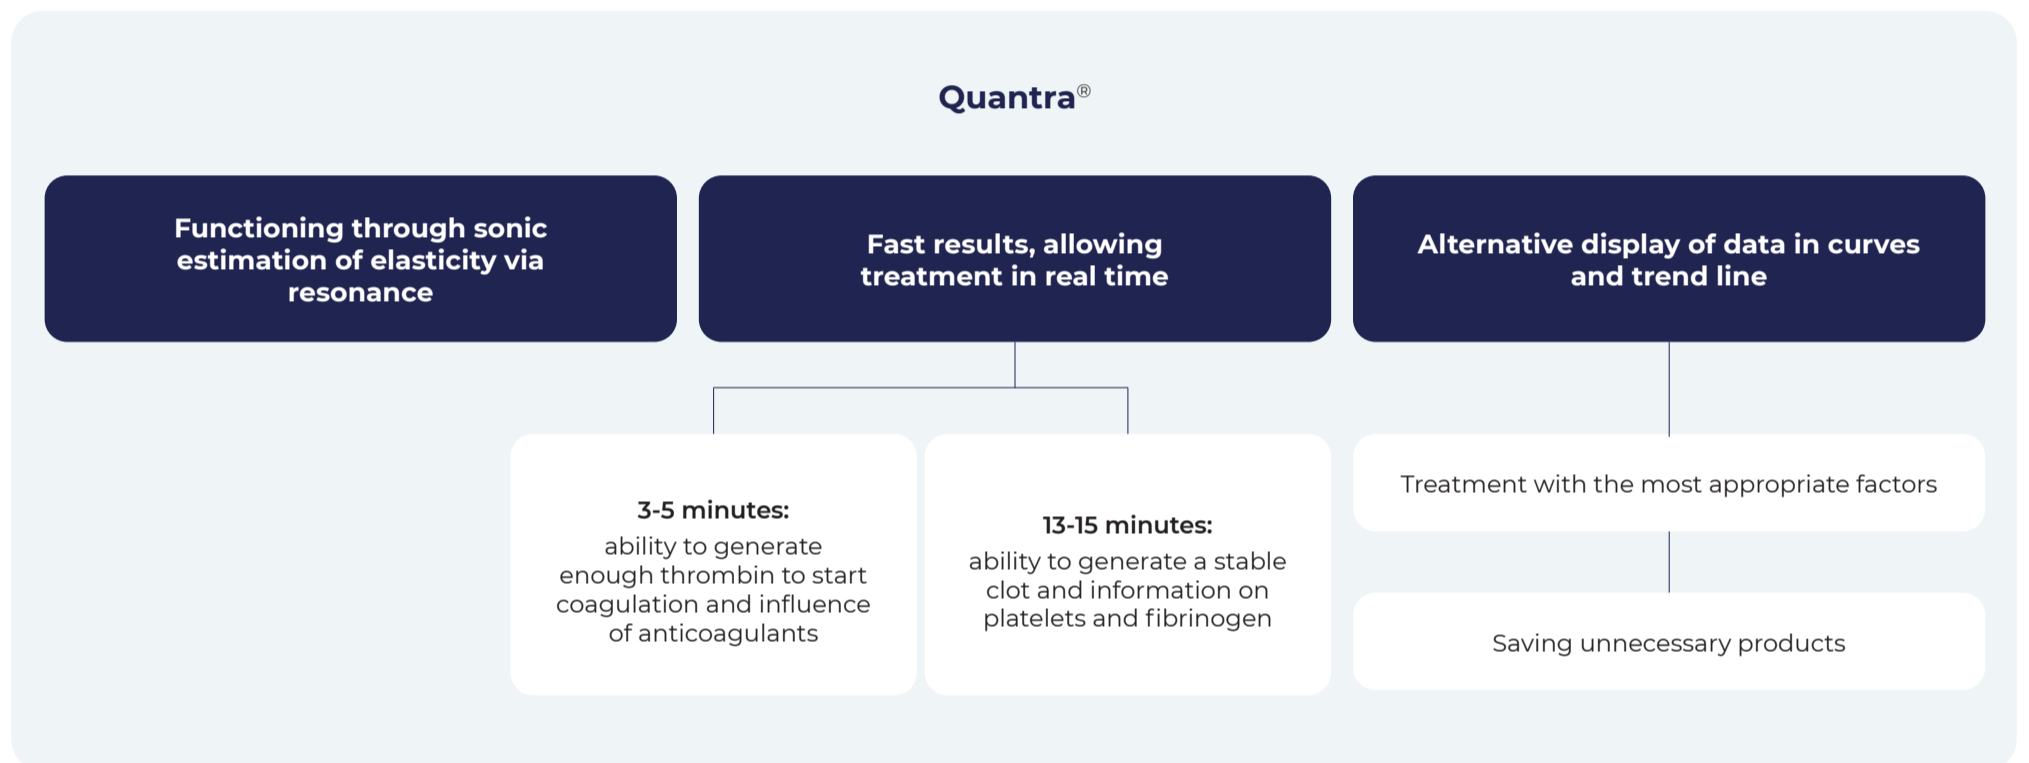 Quantra®
Functioning through sonic
estimation of elasticity via
resonance
Fast results, allowing
treatment in real time
Alternative display of data in curves
and trend line
3-5 minutes:
ability to generate
enough thrombin to start
coagulation and influence
of anticoagulants
13-15 minutes:
ability to generate a stable
clot and information on
platelets and fibrinogen
Treatment with the most appropriate factors
Saving unnecessary products